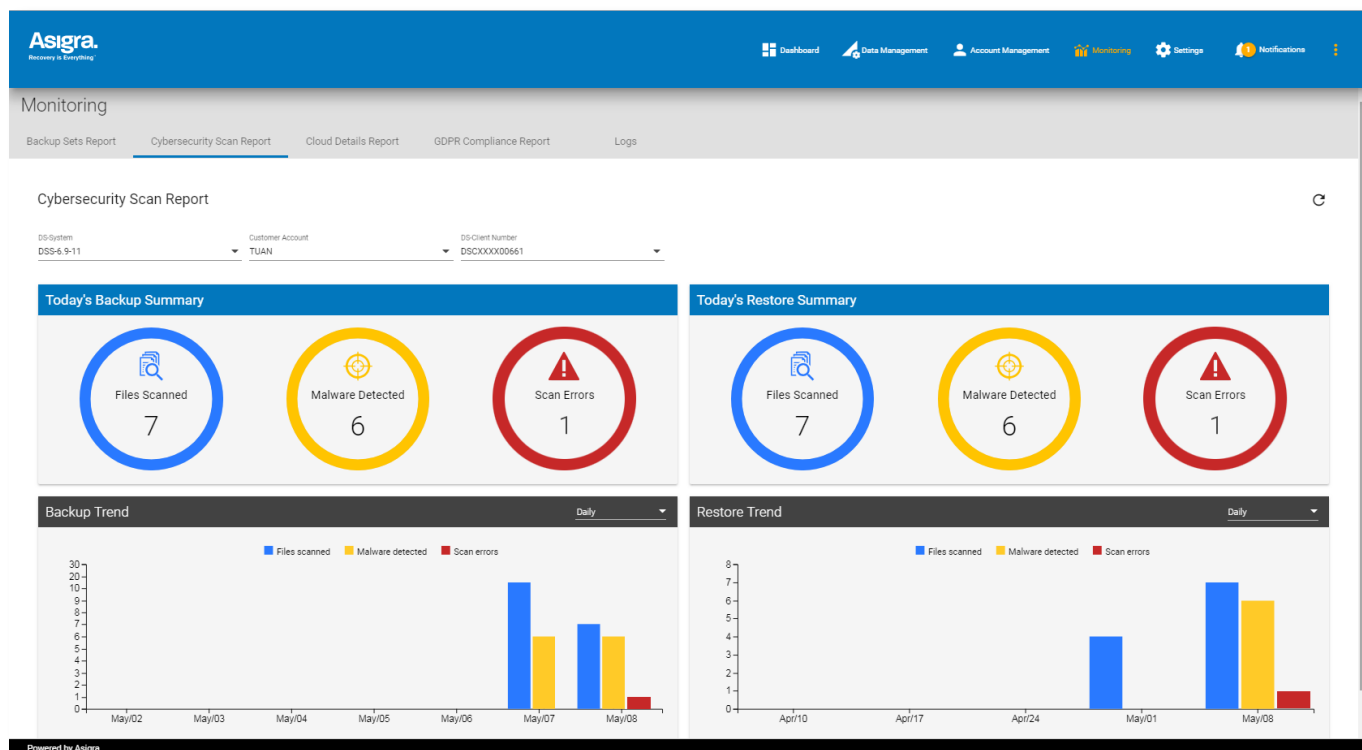 Asigra.
Recovery is Everything
Dashboard Data Management Account Management Monitoring Settings 1 Notifications
Monitoring
Backup Sets Report Cybersecurity Scan Report Cloud Details Report GDPR Compliance Report Logs
Cybersecurity Scan Report
DS-System Customer Account DS-Client Number
DSS-6.9-11 TUAN DSCXXXX00661
Today's Backup Summary
Files Scanned Malware Detected Scan Errors
7 6 1
Today's Restore Summary
Files Scanned Malware Detected Scan Errors
7 6 1
Backup Trend Daily
Files scanned Malware detected Scan errors
30
20
10
9
8
7
6
5
4
3
2
1
0
May/02 May/03 May/04 May/05 May/06 May/07 May/08
Restore Trend Daily
Files scanned Malware detected Scan errors
8
7
6
5
4
3
2
1
0
Apr/10 Apr/17 Apr/24 May/01 May/08
Powered by Asigra